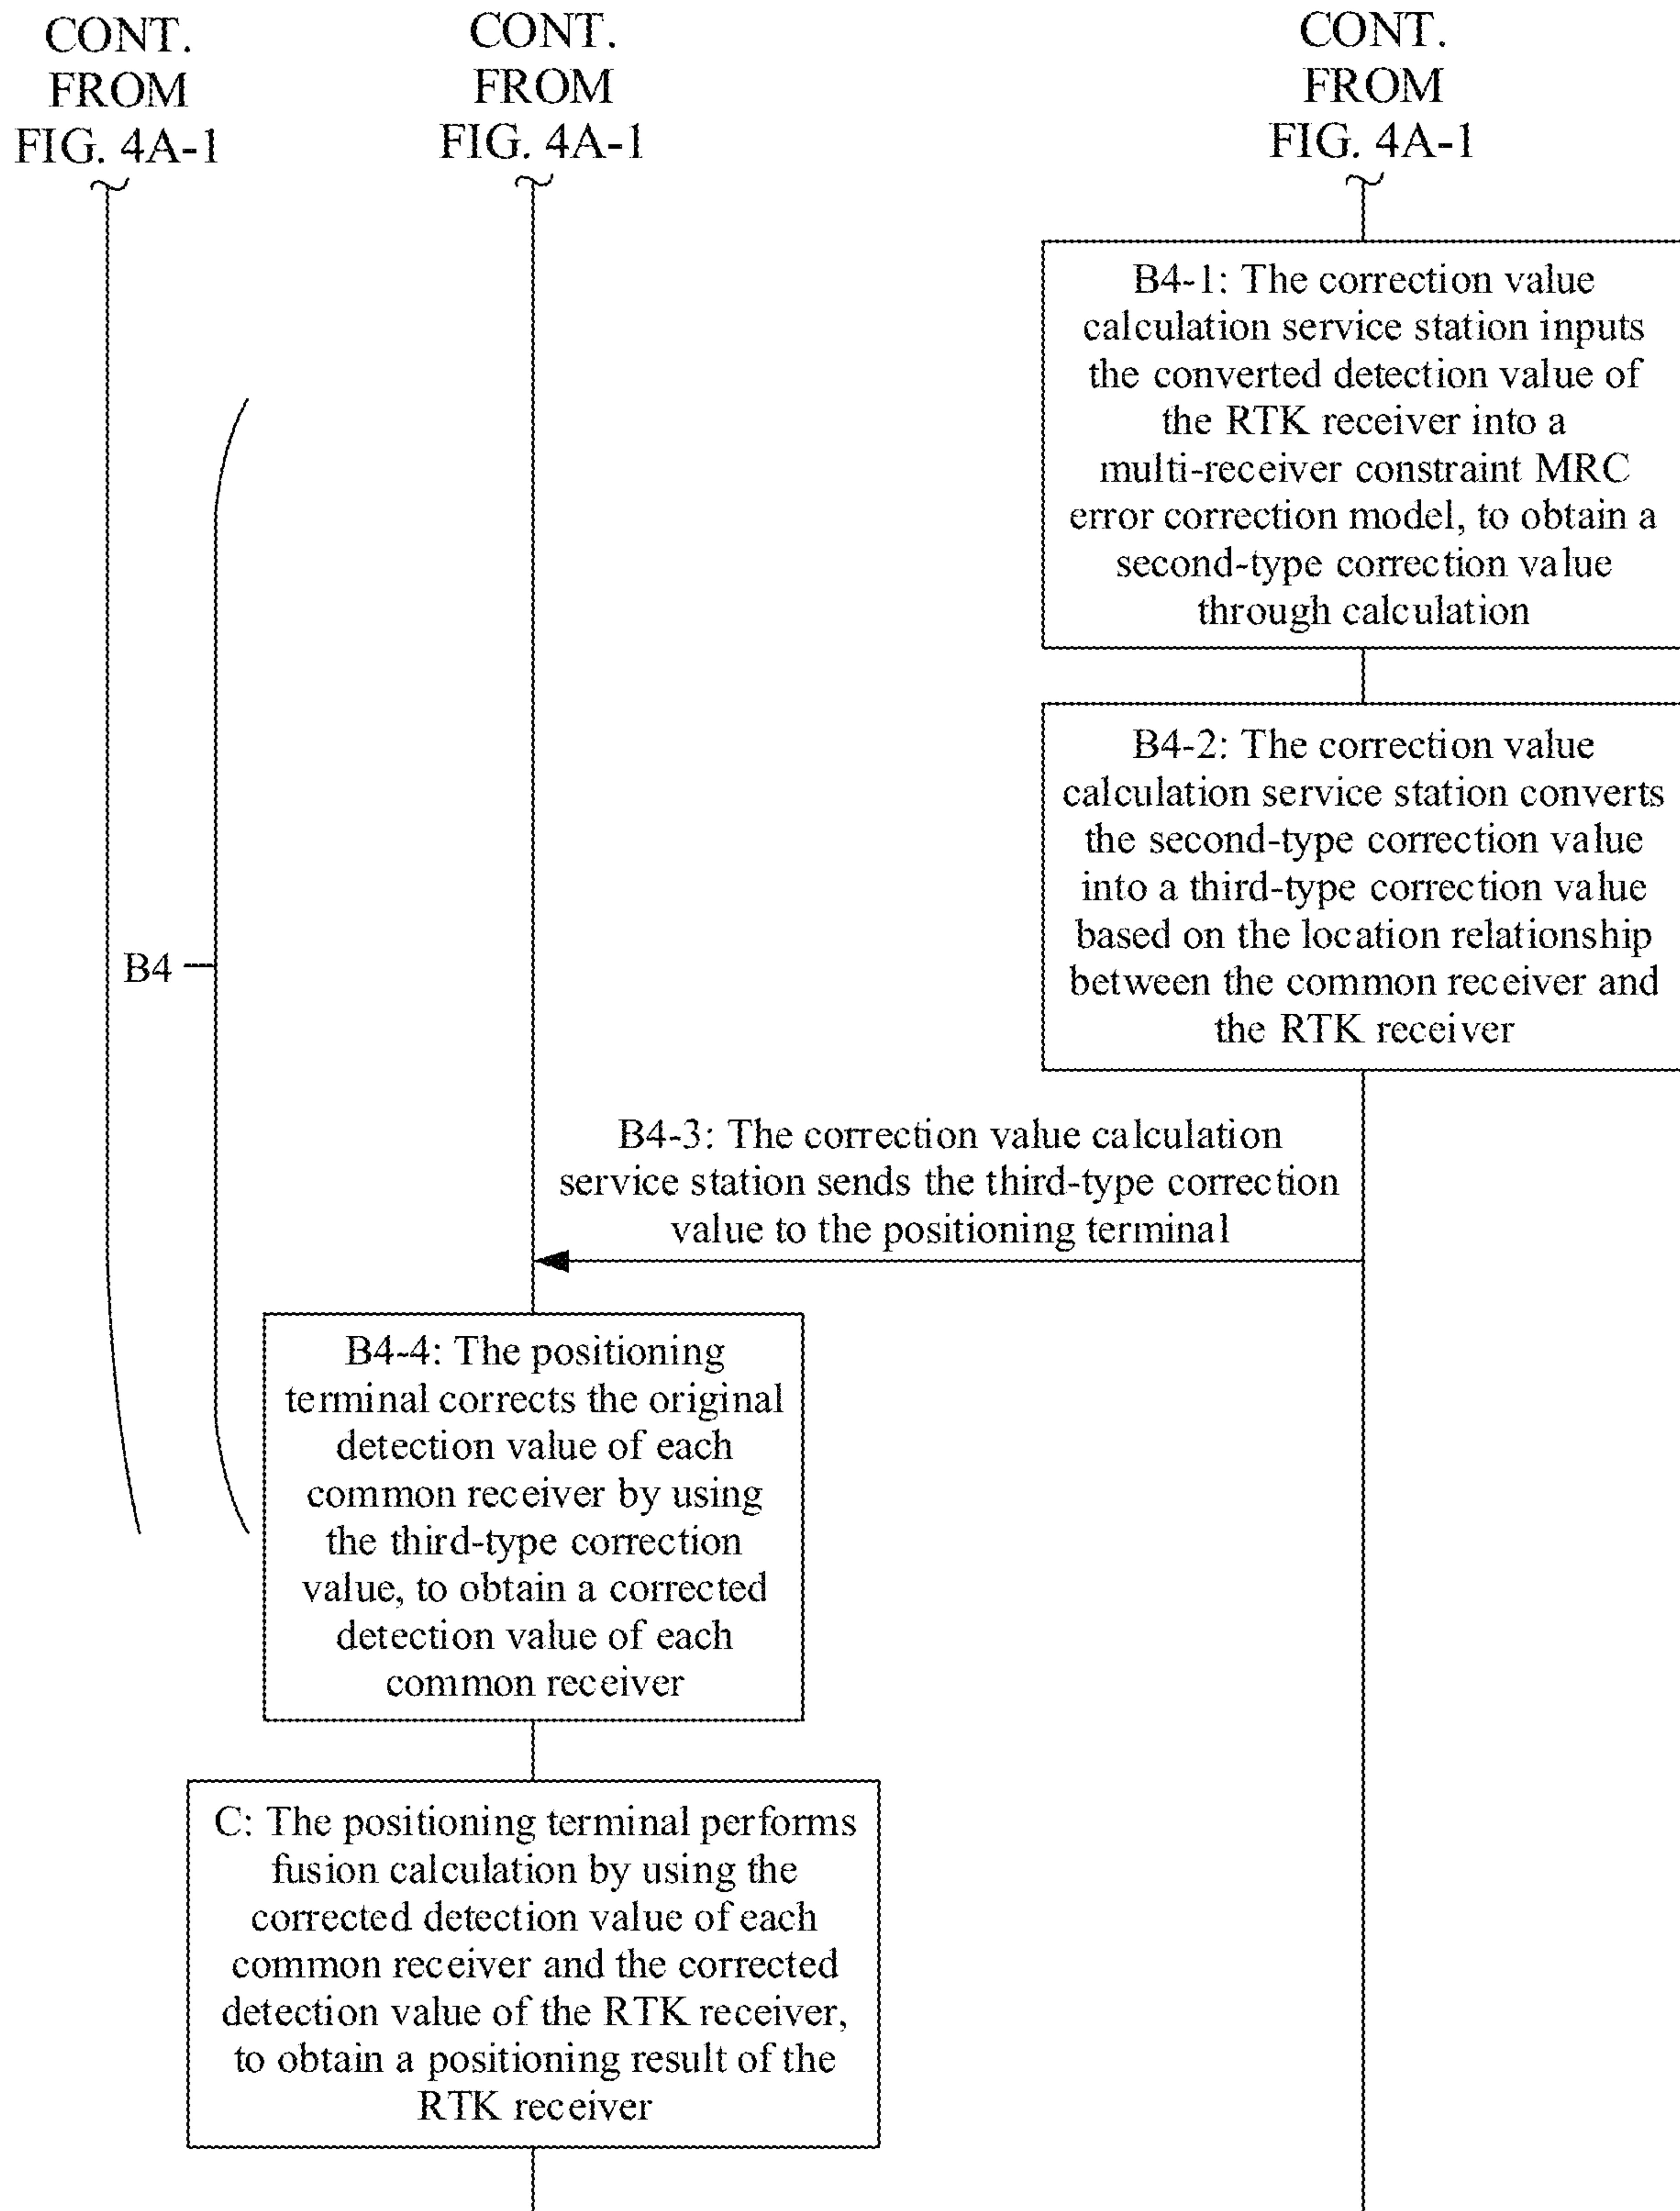 CONT.
FROM
FIG. 4A-1
CONT.
FROM
FIG. 4A-1
CONT.
FROM
FIG. 4A-1
B4-1: The correction value
calculation service station inputs
the converted detection value of
the RTK receiver into a
multi-receiver constraint MRC
error correction model, to obtain a
second-type correction value
through calculation
B4-2: The correction value
calculation service station converts
the second-type correction value
into a third-type correction value
based on the location relationship
between the common receiver and
the RTK receiver
B4
B4-3: The correction value calculation
service station sends the third-type correction
value to the positioning terminal
B4-4: The positioning
terminal corrects the original
detection value of each
common receiver by using
the third-type correction
value, to obtain a corrected
detection value of each
common receiver
C: The positioning terminal performs
fusion calculation by using the
corrected detection value of each
common receiver and the corrected
detection value of the RTK receiver,
to obtain a positioning result of the
RTK receiver